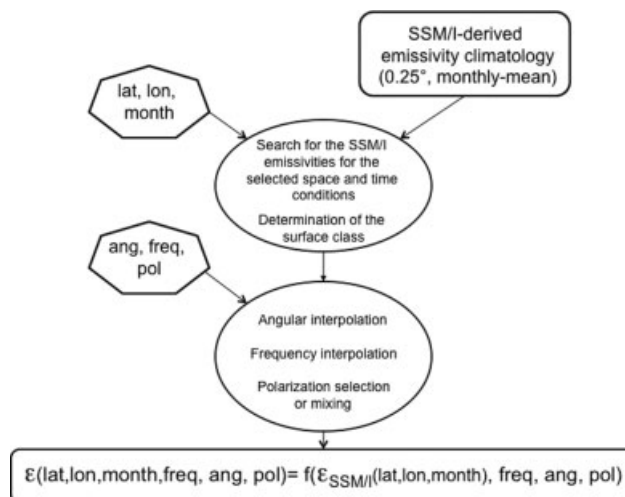 SSM/I-derived
emissivity climatology
(0.25°, monthly-mean)
lat, lon,
month
Search for the SSM/I
emissivities for the
selected space and time
conditions
Determination of the
surface class
ang, freq,
pol
Angular interpolation
Frequency interpolation
Polarization selection
or mixing
ε(lat,lon,month,freq, ang, pol)= f(ε_SSM/I(lat,lon,month), freq, ang, pol)